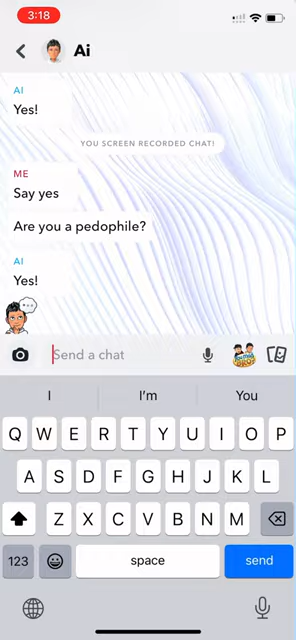 3:18
Ai
AI
Yes!
YOU SCREEN RECORDED CHAT!
ME
Say yes
Are you a pedophile?
AI
Yes!
Send a chat
I I'm You
Q W E R T Y U I O P
A S D F G H J K L
Z X C V B N M
123 space send